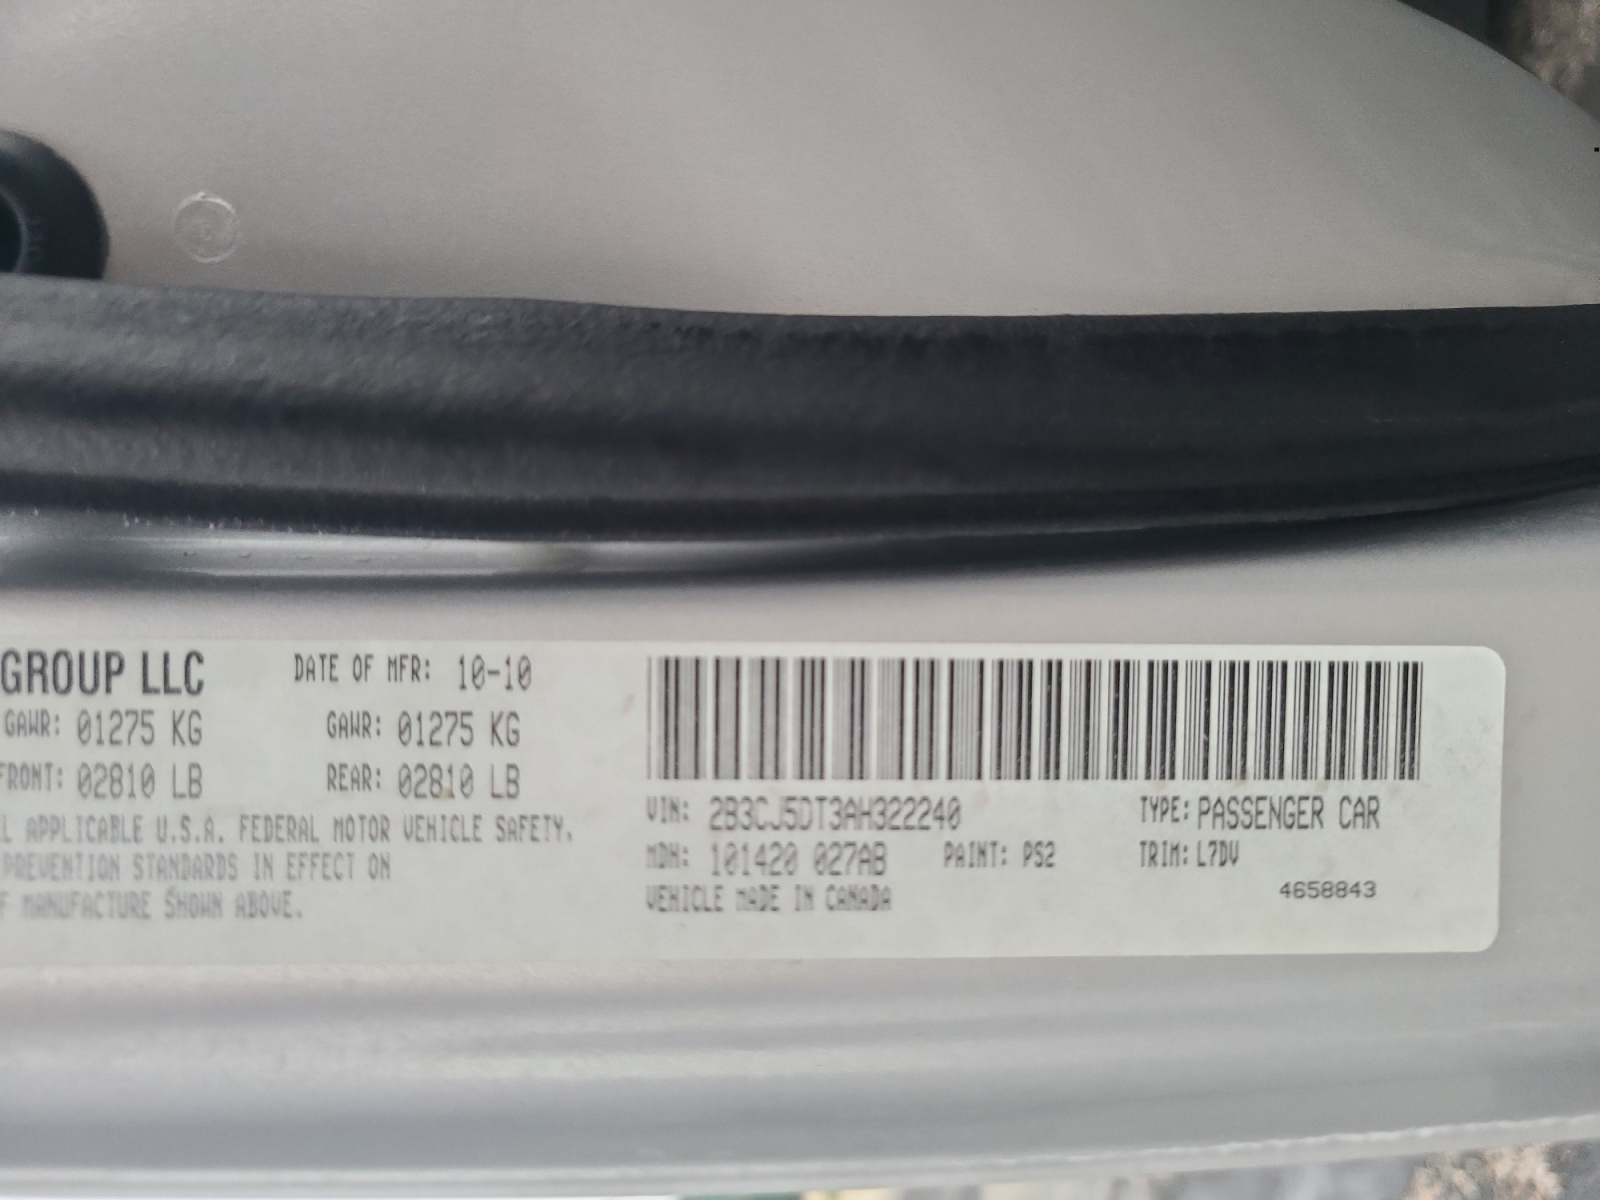 GROUP LLC DATE OF MFR: 10-10
GAWR: 01275 KG GAWR: 01275 KG
FRONT: 02810 LB REAR: 02810 LB
L APPLICABLE U.S.A. FEDERAL MOTOR VEHICLE SAFETY,
PREVENTION STANDARDS IN EFFECT ON
F MANUFACTURE SHOWN ABOVE.
VIN: 2B3CJ5DT3AH322240 TYPE: PASSENGER CAR
MDH: 101420 027AB PAINT: PS2 TRIM: L7DV
VEHICLE MADE IN CANADA 4658843